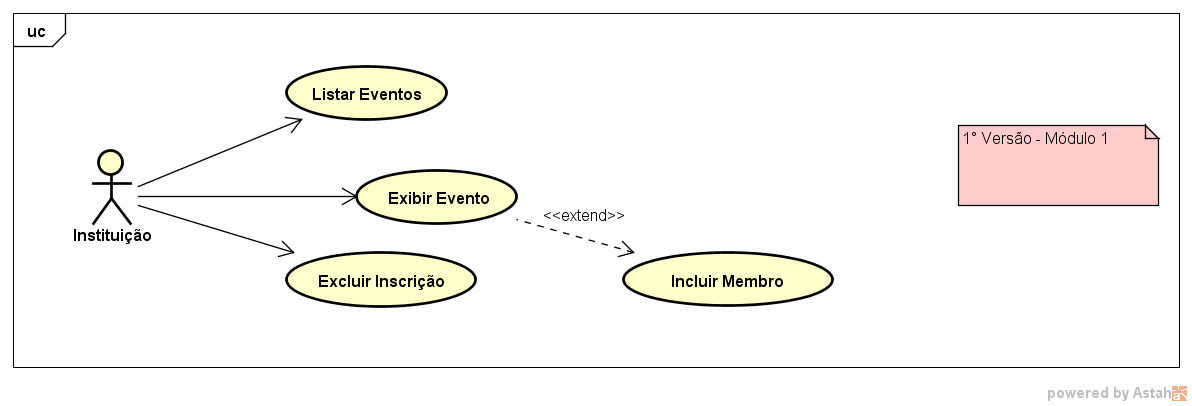 uc
Listar Eventos
1° Versão - Módulo 1
Exibir Evento
<<extend>>
Instituição
Excluir Inscrição
Incluir Membro
powered by Astah